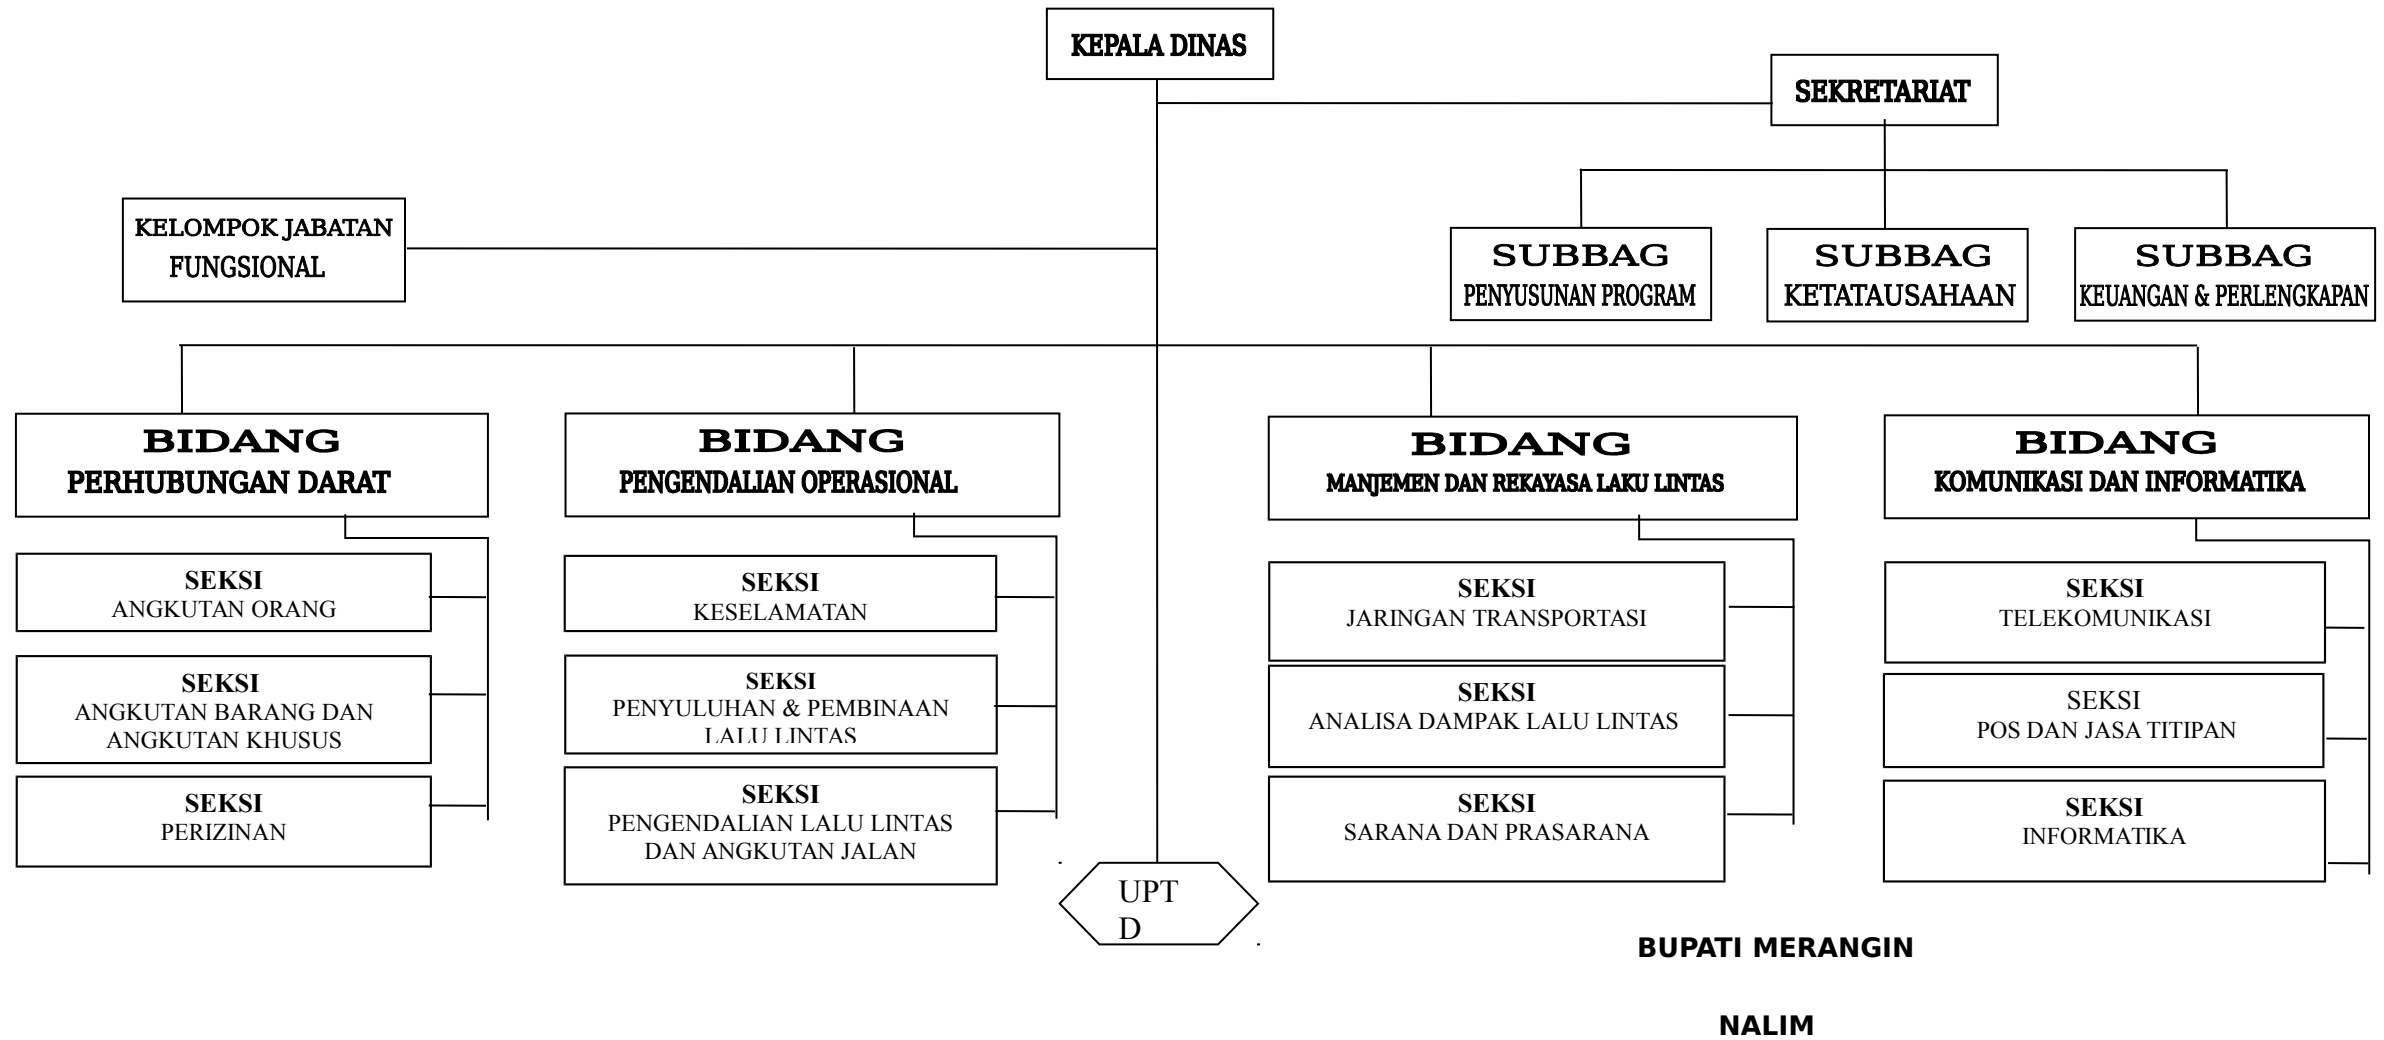 KEPALA DINAS
SEKRETARIAT
KELOMPOK JABATAN
FUNGSIONAL
SUBBAG
PENYUSUNAN PROGRAM
SUBBAG
KETATAUSAHAAN
SUBBAG
KEUANGAN & PERLENGKAPAN
BIDANG
PERHUBUNGAN DARAT
BIDANG
PENGENDALIAN OPERASIONAL
BIDANG
MANJEMEN DAN REKAYASA LAKU LINTAS
BIDANG
KOMUNIKASI DAN INFORMATIKA
SEKSI
ANGKUTAN ORANG
SEKSI
ANGKUTAN BARANG DAN
ANGKUTAN KHUSUS
SEKSI
PERIZINAN
SEKSI
KESELAMATAN
SEKSI
PENYULUHAN & PEMBINAAN
LALU LINTAS
SEKSI
PENGENDALIAN LALU LINTAS
DAN ANGKUTAN JALAN
SEKSI
JARINGAN TRANSPORTASI
SEKSI
ANALISA DAMPAK LALU LINTAS
SEKSI
SARANA DAN PRASARANA
SEKSI
TELEKOMUNIKASI
SEKSI
POS DAN JASA TITIPAN
SEKSI
INFORMATIKA
UPT
D
BUPATI MERANGIN
NALIM